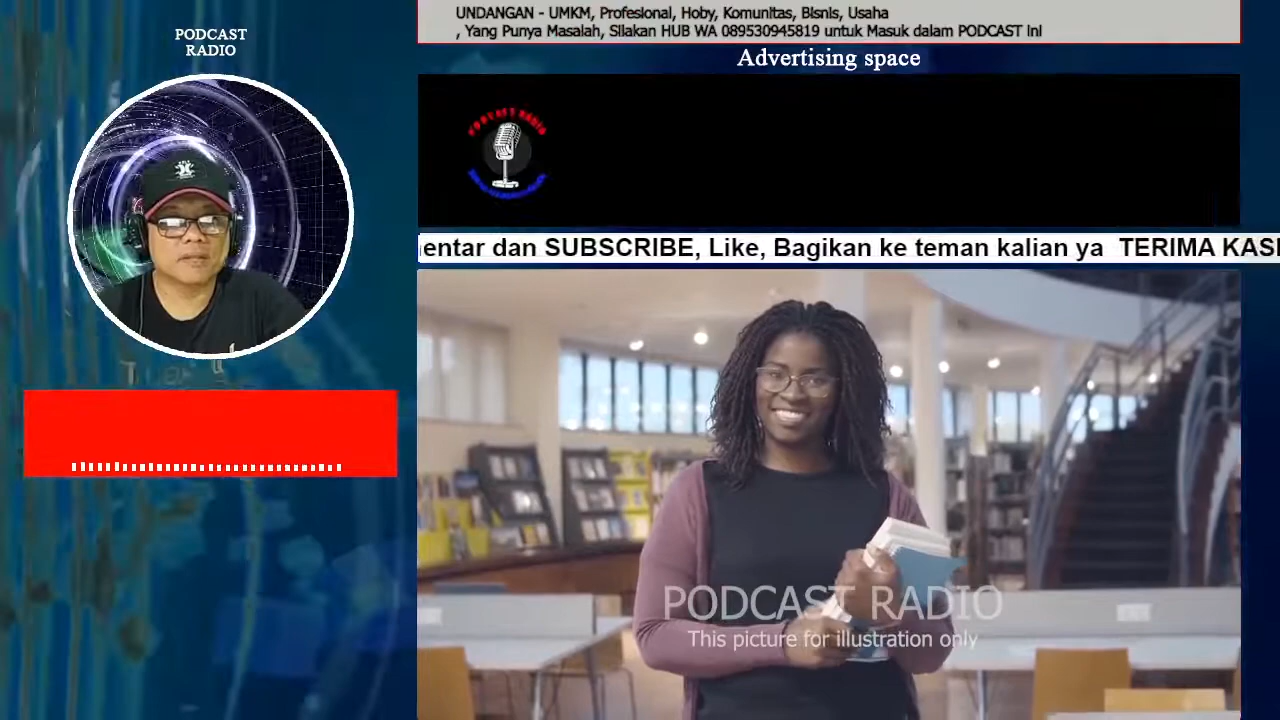 PODCAST
RADIO
UNDANGAN - UMKM, Profesional, Hoby, Komunitas, Bisnis, Usaha
, Yang Punya Masalah, Silakan HUB WA 089530945819 untuk Masuk dalam PODCAST ini
Advertising space
PODCAST RADIO
entar dan SUBSCRIBE, Like, Bagikan ke teman kalian ya TERIMA KASI
PODCAST RADIO
This picture for illustration only